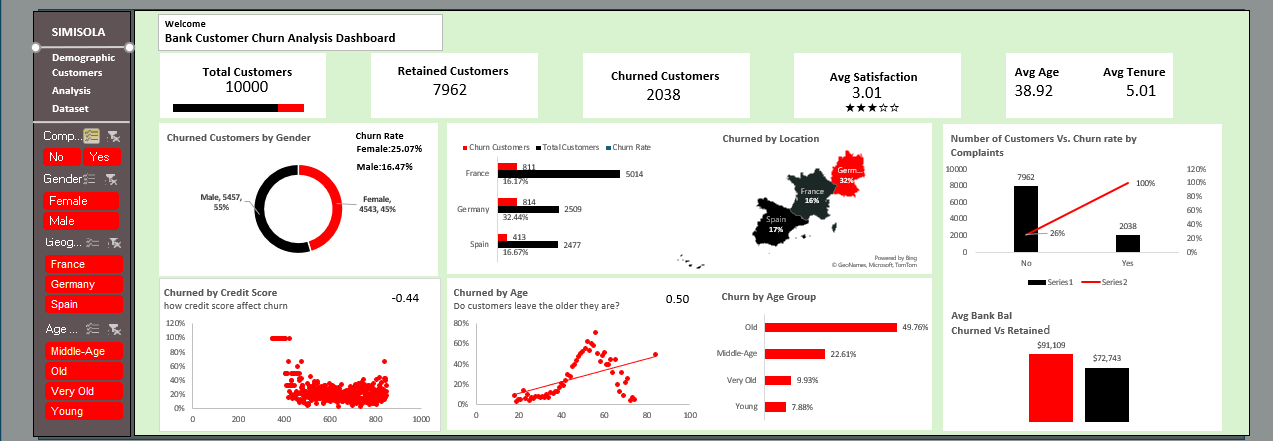 SIMISOLA
Demographic
Customers
Analysis
Dataset
Comp...
No
Yes
Gender
Female
Male
Geog...
France
Germany
Spain
Age ...
Middle-Age
Old
Very Old
Young
Welcome
Bank Customer Churn Analysis Dashboard
Total Customers
10000
Retained Customers
7962
Churned Customers
2038
Avg Satisfaction
3.01
★★★☆☆
Avg Age
38.92
Avg Tenure
5.01
Churned Customers by Gender
Churn Rate
Female:25.07%
Male:16.47%
Male, 5457,
55%
Female,
4543, 45%
Churn Customers
Total Customers
Churn Rate
France
811
5014
16.17%
Germany
814
2509
32.44%
Spain
413
2477
16.67%
Churned by Location
Germ...
32%
France
16%
Spain
17%
Powered by Bing
© GeoNames, Microsoft, TomTom
Number of Customers Vs. Churn rate by
Complaints
10000
8000
6000
4000
2000
0
7962
2038
26%
100%
120%
100%
80%
60%
40%
20%
0%
No
Yes
Series1
Series2
Churned by Credit Score
how credit score affect churn
-0.44
120%
100%
80%
60%
40%
20%
0%
0
200
400
600
800
1000
Churned by Age
Do customers leave the older they are?
0.50
80%
60%
40%
20%
0%
0
20
40
60
80
100
Churn by Age Group
Old
49.76%
Middle-Age
22.61%
Very Old
9.93%
Young
7.88%
Avg Bank Bal
Churned Vs Retained
$91,109
$72,743